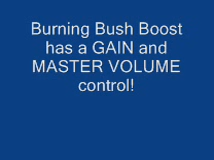 Burning Bush Boost
has a GAIN and
MASTER VOLUME
control!